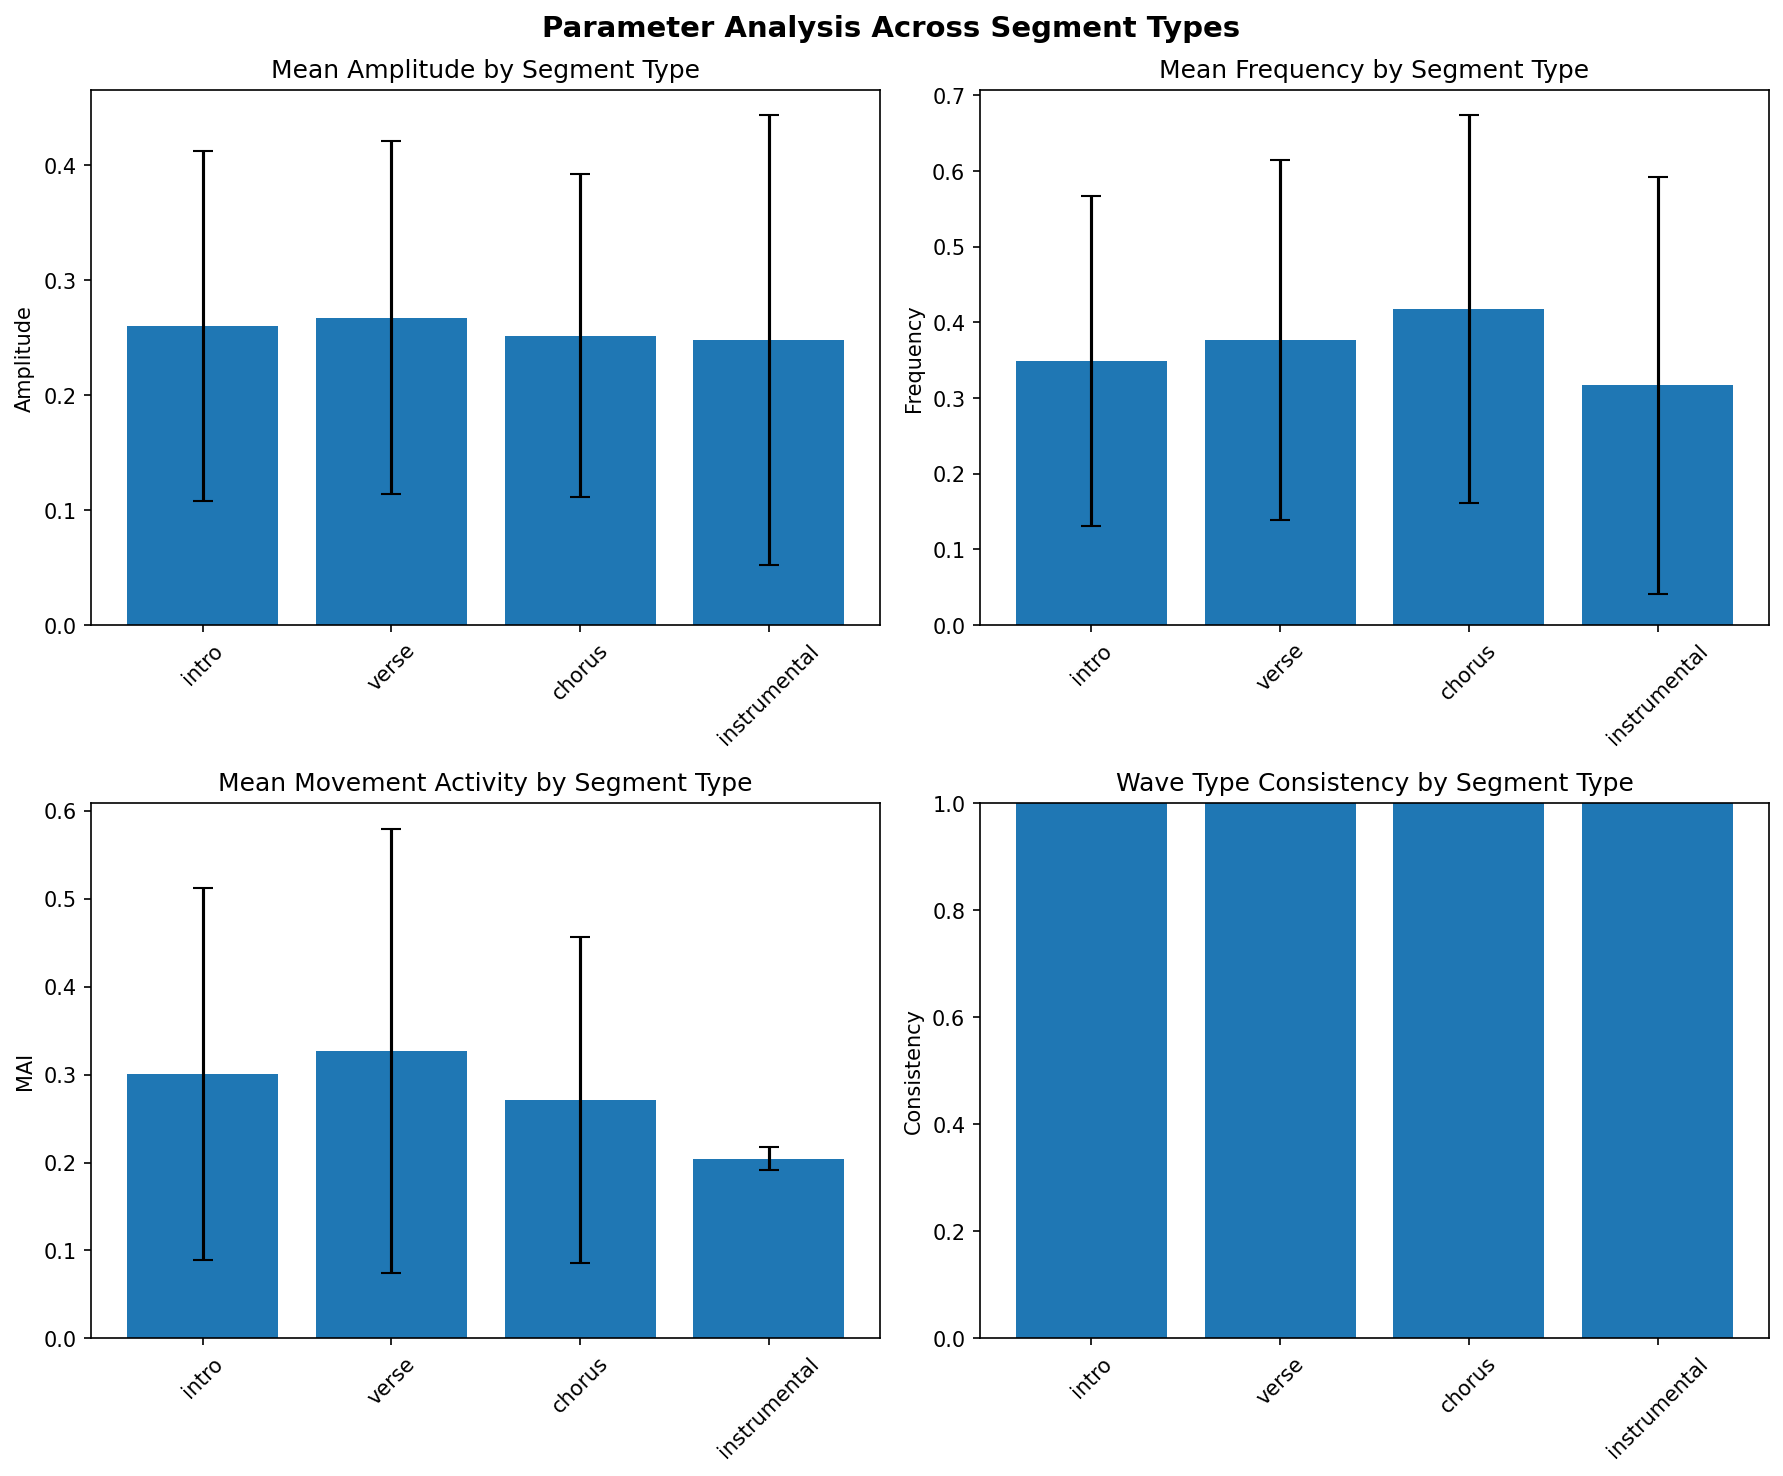 Parameter Analysis Across Segment Types
Mean Amplitude by Segment Type
Amplitude
0.4
0.3
0.2
0.1
0.0
intro
verse
chorus
instrumental
Mean Frequency by Segment Type
Frequency
0.7
0.6
0.5
0.4
0.3
0.2
0.1
0.0
intro
verse
chorus
instrumental
Mean Movement Activity by Segment Type
MAI
0.6
0.5
0.4
0.3
0.2
0.1
0.0
intro
verse
chorus
instrumental
Wave Type Consistency by Segment Type
Consistency
1.0
0.8
0.6
0.4
0.2
0.0
intro
verse
chorus
instrumental